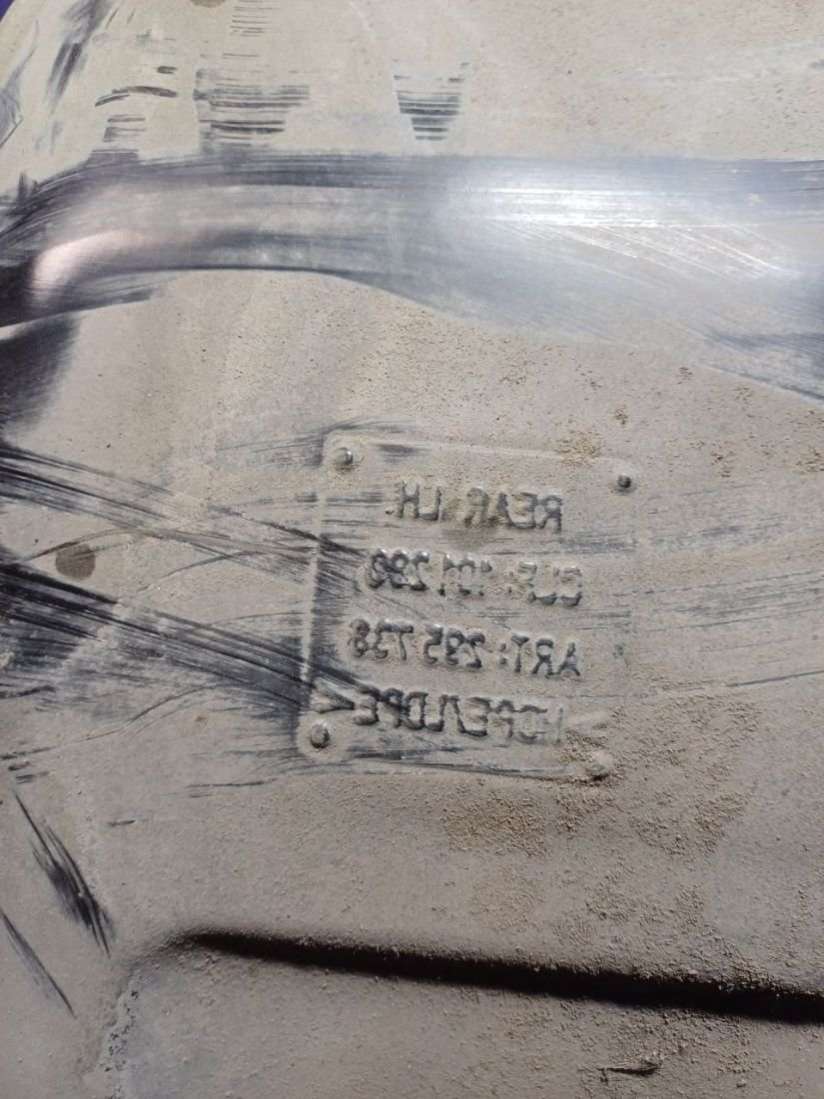 REAR LH.
101 290
ART: 295 738
>HDPE/LDPE<